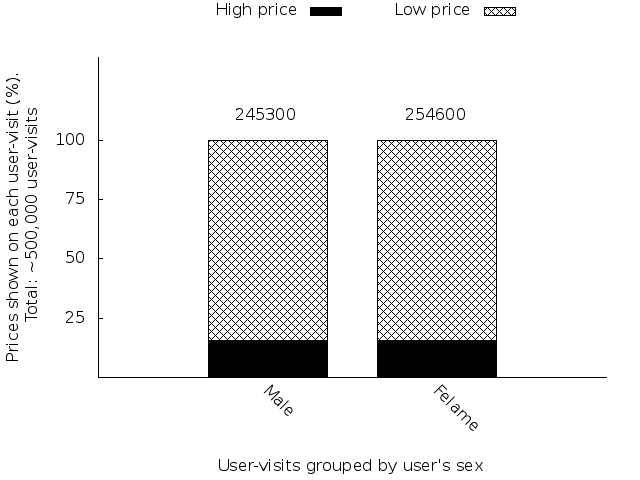 High price
Low price
Prices shown on each user-visit (%).
Total: ~500,000 user-visits
245300
254600
100
75
50
25
Male
Felame
User-visits grouped by user's sex